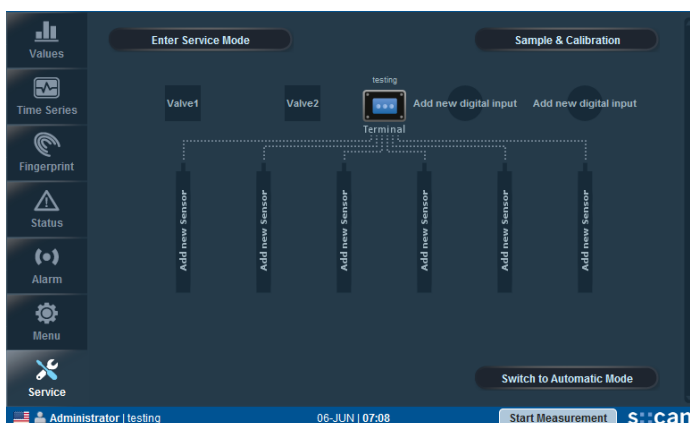 Values
Time Series
Fingerprint
Status
Alarm
Menu
Service
Enter Service Mode
Sample & Calibration
testing
Valve1
Valve2
Add new digital input
Add new digital input
Terminal
Add new Sensor
Add new Sensor
Add new Sensor
Add new Sensor
Add new Sensor
Add new Sensor
Switch to Automatic Mode
Administrator | testing
06-JUN | 07:08
Start Measurement
s::can